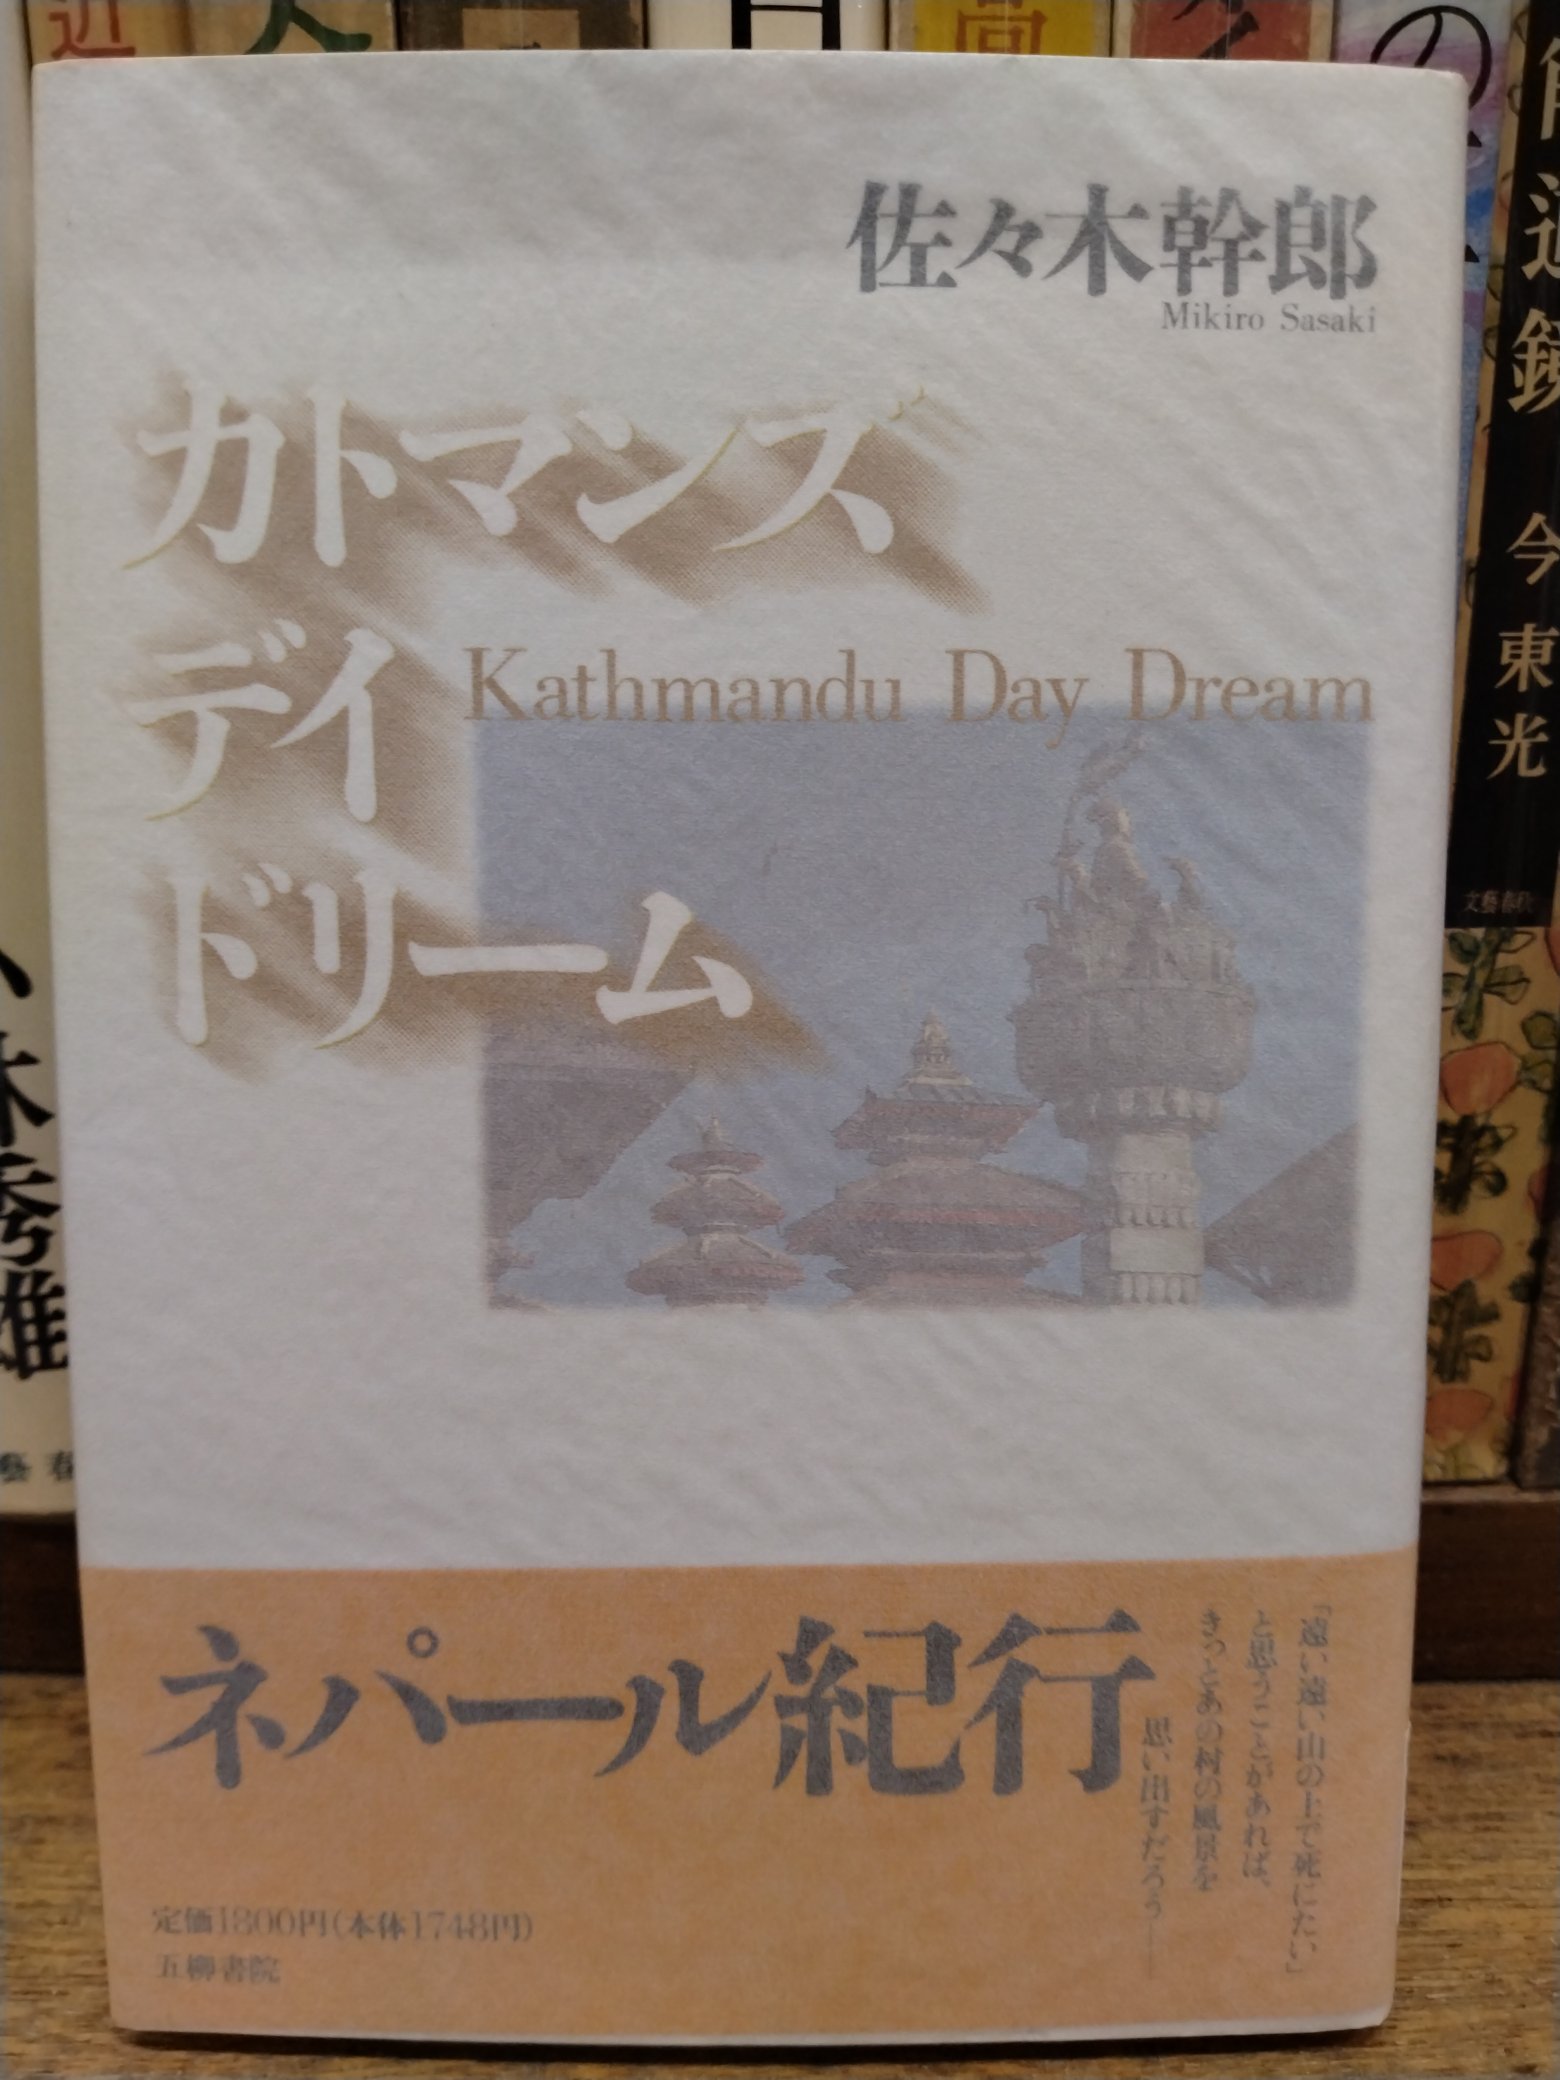 佐々木幹郎
Mikiro Sasaki
カトマンズ
デイ
ドリーム
Kathmandu Day Dream
ネパール紀行
「遠い遠い山の上で死にたい」
と思うことがあれば、
きっとあの村の風景を
思い出すだろう——
定価1800円(本体1748円)
五柳書院
今東光
文藝春秋